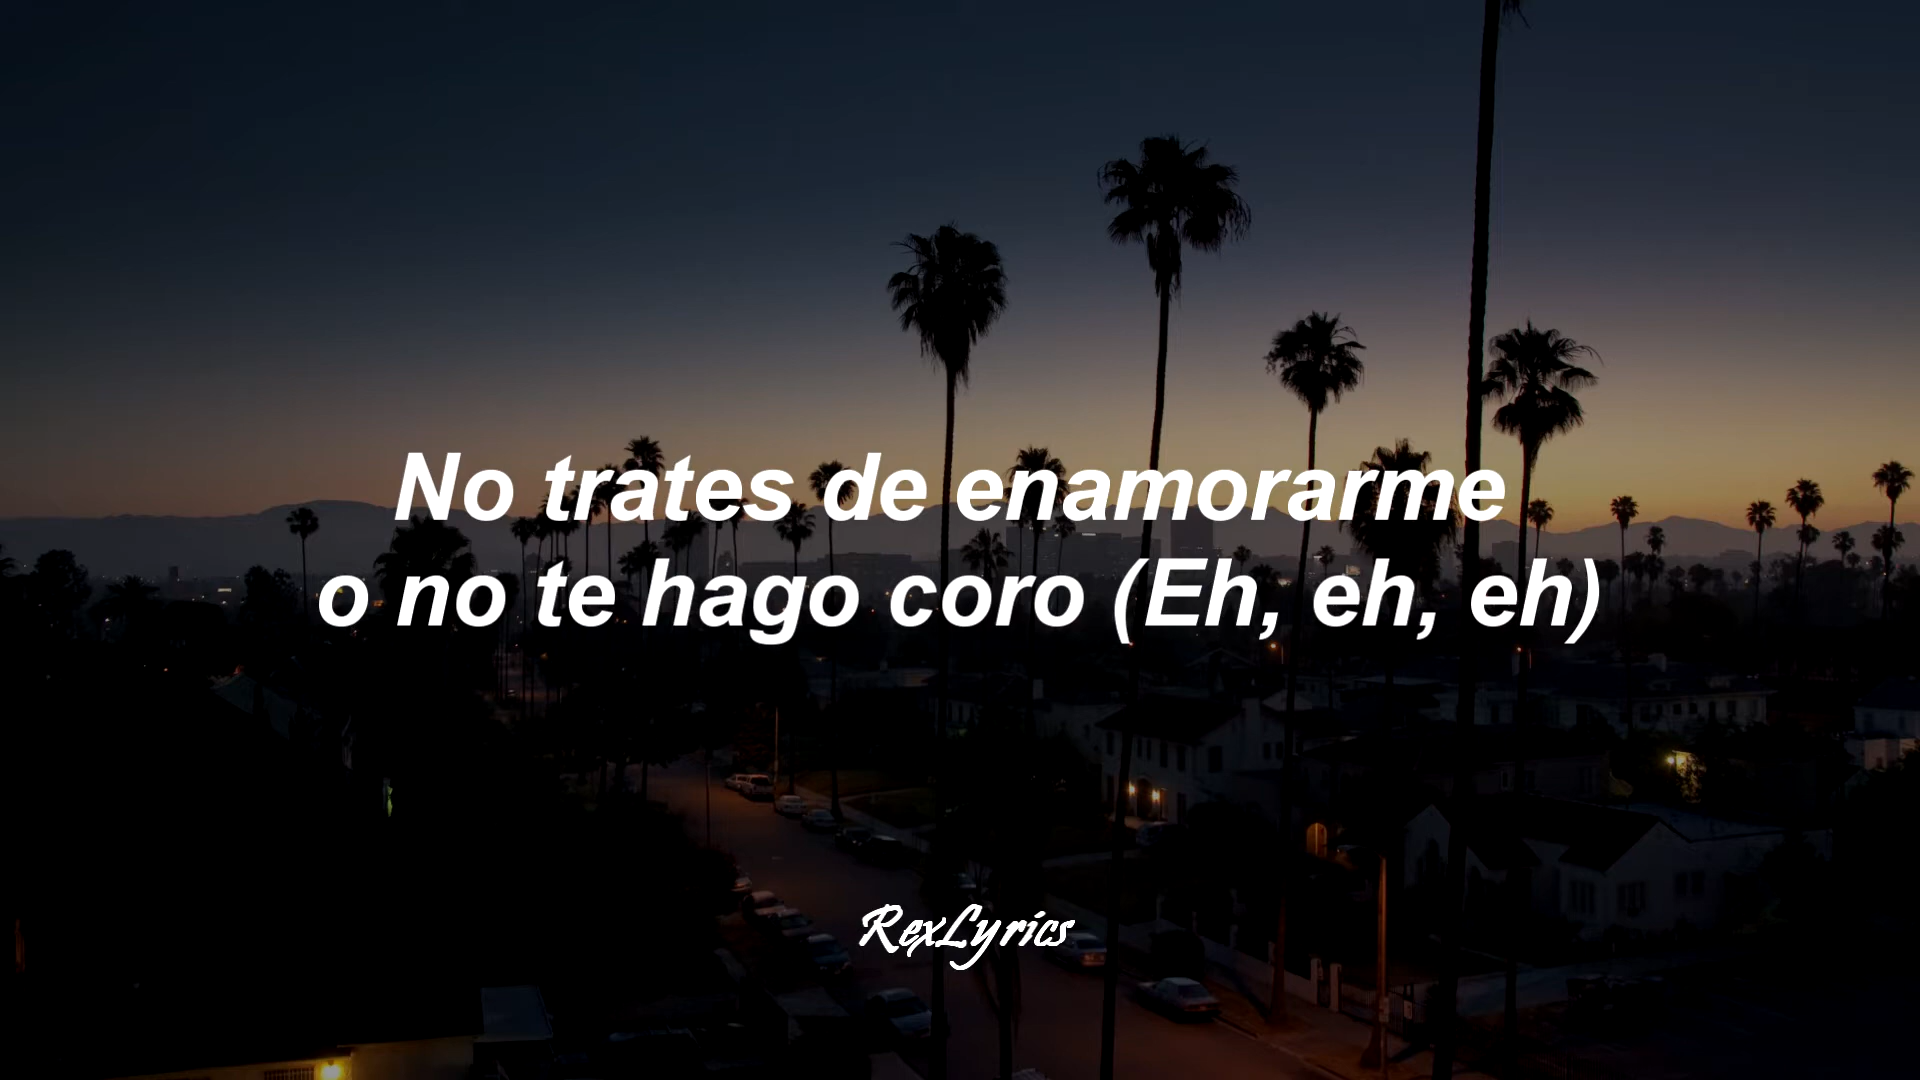 No trates de enamorarme
o no te hago coro (Eh, eh, eh)
RexLyrics